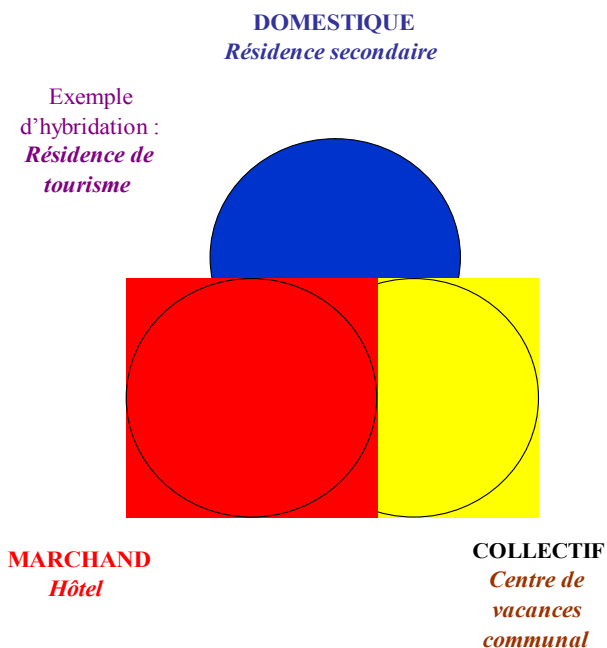 DOMESTIQUE
Résidence secondaire
Exemple
d'hybridation :
Résidence de
tourisme
MARCHAND
Hôtel
COLLECTIF
Centre de
vacances
communal